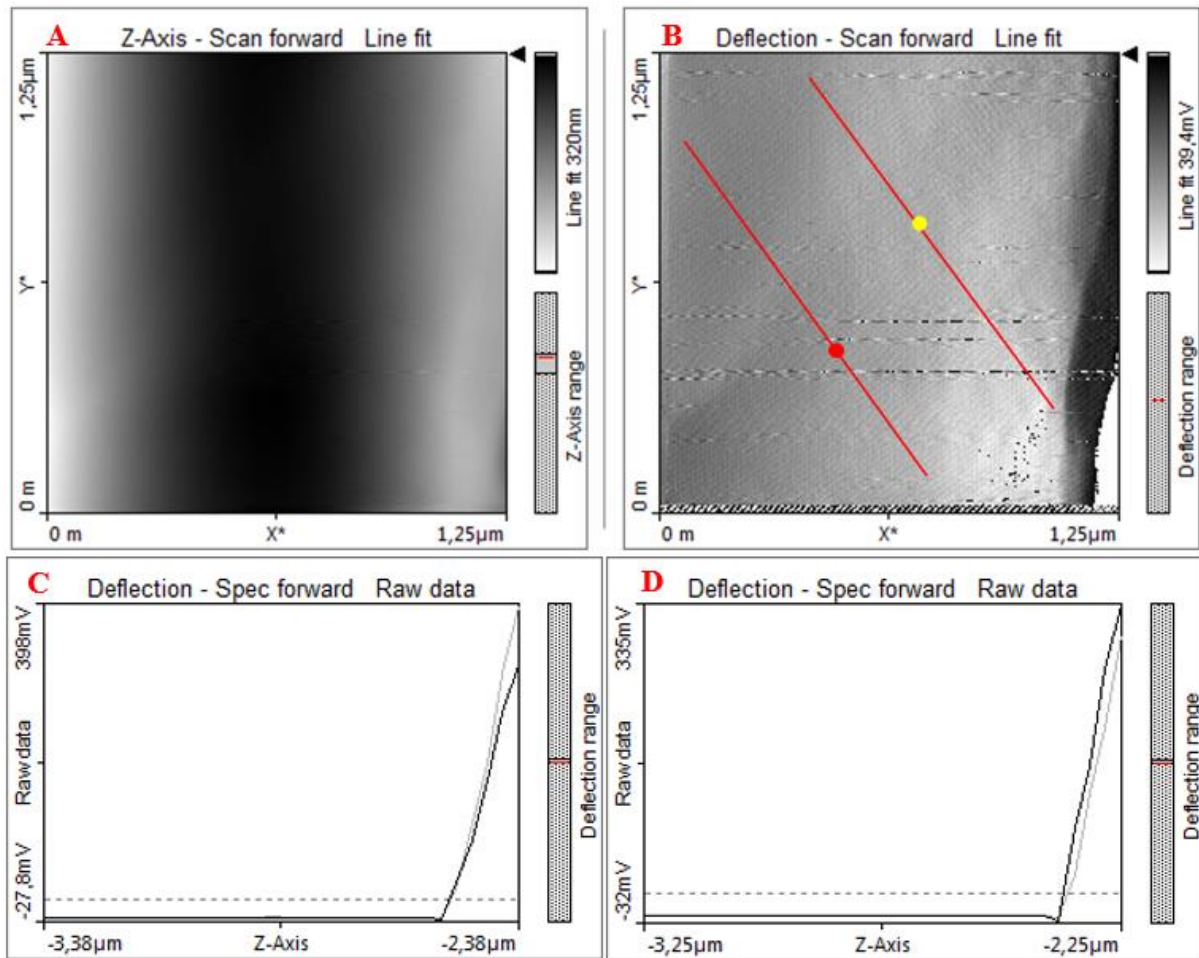 A
Z-Axis - Scan forward Line fit
1,25µm
Y*
0 m
0 m
X*
1,25µm
Line fit 320nm
Z-Axis range
B
Deflection - Scan forward Line fit
1,25µm
Y*
0 m
0 m
X*
1,25µm
Line fit 39,4mV
Deflection range
C
Deflection - Spec forward Raw data
398mV
Raw data
-27,8mV
-3,38µm
Z-Axis
-2,38µm
Deflection range
D
Deflection - Spec forward Raw data
335mV
Raw data
-32mV
-3,25µm
Z-Axis
-2,25µm
Deflection range